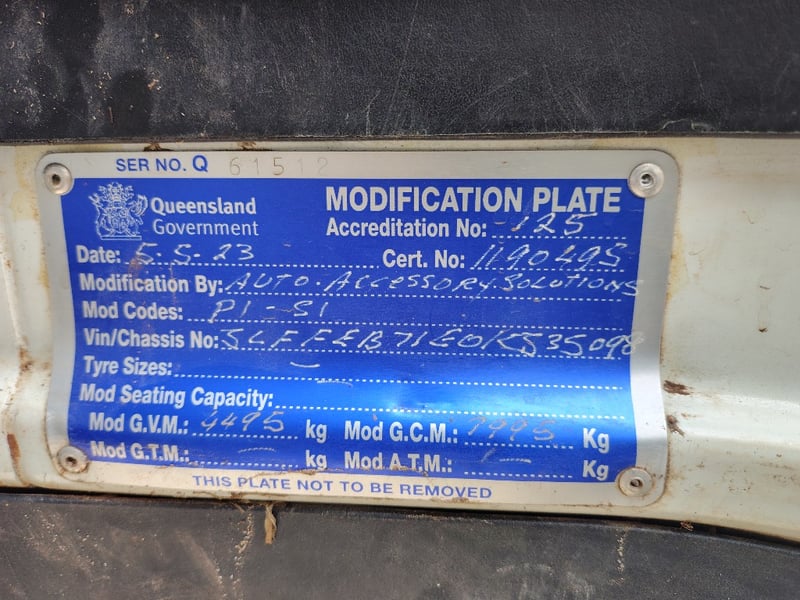 SER NO. Q 61512
Queensland Government
MODIFICATION PLATE
Accreditation No: 125
Date: 5.5.23 Cert. No: 1190495
Modification By: AUTO.ACCESSORY SOLUTIONS
Mod Codes: P1-S1
Vin/Chassis No:
Tyre Sizes: –
Mod Seating Capacity:
Mod G.V.M.: 4495 kg Mod G.C.M.: 7995 Kg
Mod G.T.M.: – kg Mod A.T.M.: – Kg
THIS PLATE NOT TO BE REMOVED